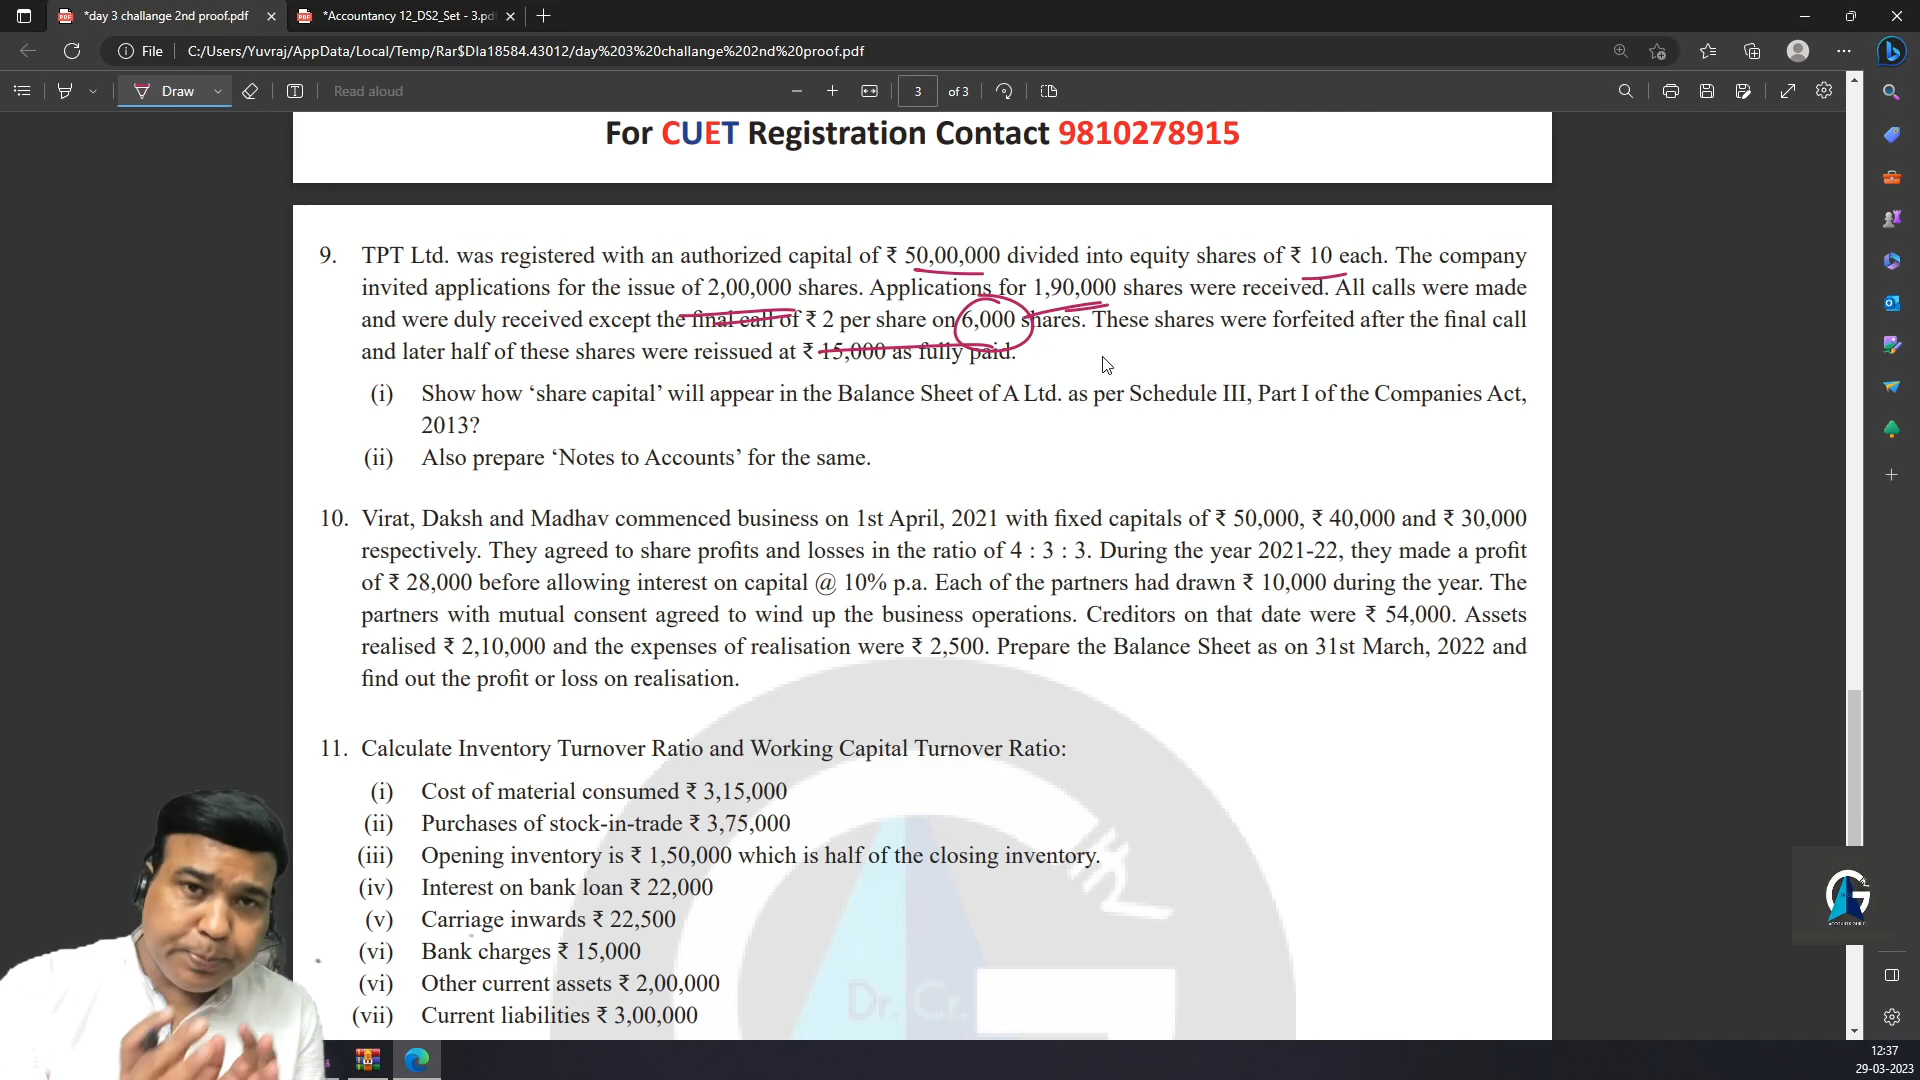 *day 3 challange 2nd proof.pdf
*Accountancy 12_DS2_Set - 3.pdf
File
C:/Users/Yuvraj/AppData/Local/Temp/Rar$DIa18584.43012/day%203%20challange%202nd%20proof.pdf
Draw
Read aloud
3 of 3
For CUET Registration Contact 9810278915
9. TPT Ltd. was registered with an authorized capital of ₹ 50,00,000 divided into equity shares of ₹ 10 each. The company
invited applications for the issue of 2,00,000 shares. Applications for 1,90,000 shares were received. All calls were made
and were duly received except the final call of ₹ 2 per share on 6,000 shares. These shares were forfeited after the final call
and later half of these shares were reissued at ₹ 15,000 as fully paid.
(i) Show how ‘share capital’ will appear in the Balance Sheet of A Ltd. as per Schedule III, Part I of the Companies Act,
2013?
(ii) Also prepare ‘Notes to Accounts’ for the same.
10. Virat, Daksh and Madhav commenced business on 1st April, 2021 with fixed capitals of ₹ 50,000, ₹ 40,000 and ₹ 30,000
respectively. They agreed to share profits and losses in the ratio of 4 : 3 : 3. During the year 2021-22, they made a profit
of ₹ 28,000 before allowing interest on capital @ 10% p.a. Each of the partners had drawn ₹ 10,000 during the year. The
partners with mutual consent agreed to wind up the business operations. Creditors on that date were ₹ 54,000. Assets
realised ₹ 2,10,000 and the expenses of realisation were ₹ 2,500. Prepare the Balance Sheet as on 31st March, 2022 and
find out the profit or loss on realisation.
11. Calculate Inventory Turnover Ratio and Working Capital Turnover Ratio:
(i) Cost of material consumed ₹ 3,15,000
(ii) Purchases of stock-in-trade ₹ 3,75,000
(iii) Opening inventory is ₹ 1,50,000 which is half of the closing inventory.
(iv) Interest on bank loan ₹ 22,000
(v) Carriage inwards ₹ 22,500
(vi) Bank charges ₹ 15,000
(vi) Other current assets ₹ 2,00,000
(vii) Current liabilities ₹ 3,00,000
Dr. Cr.
12:37
29-03-2023